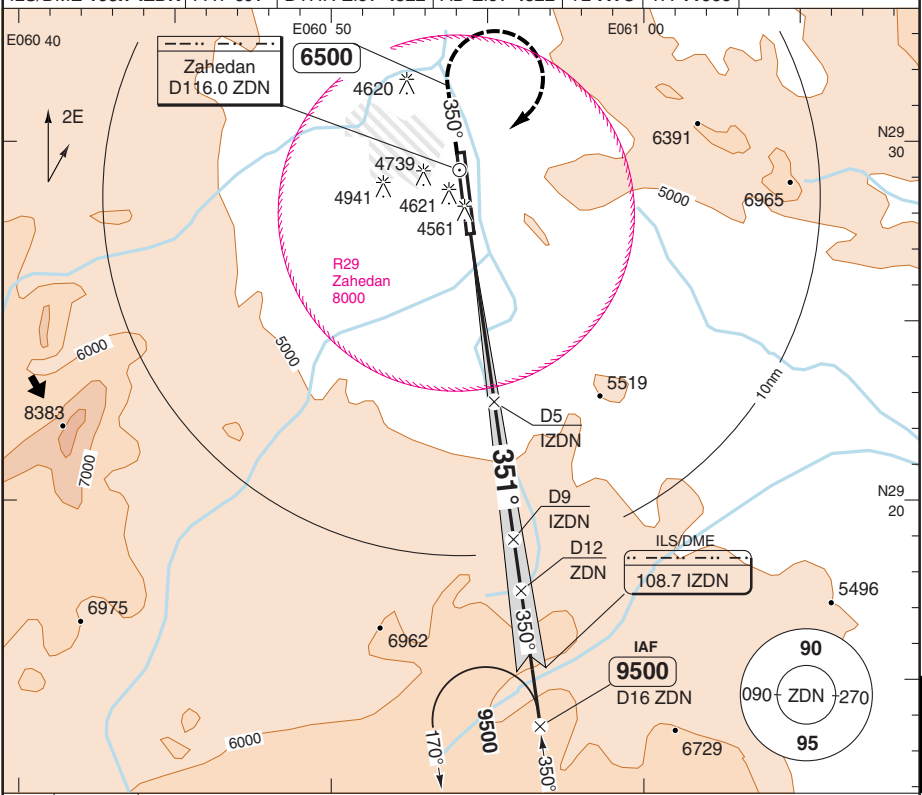 E060 40
E060 50
E061 00
Zahedan
D116.0 ZDN
6500
4620
350°
2E
6391
N29
30
4739
4941
4621
4561
6965
5000
R29
Zahedan
8000
6000
5000
8383
7000
5519
10nm
D5
IZDN
351°
D9
IZDN
N29
20
D12
ZDN
ILS/DME
108.7 IZDN
5496
6975
6962
350°
IAF
9500
D16 ZDN
90
090
ZDN
270
95
9500
6000
170°
350°
6729